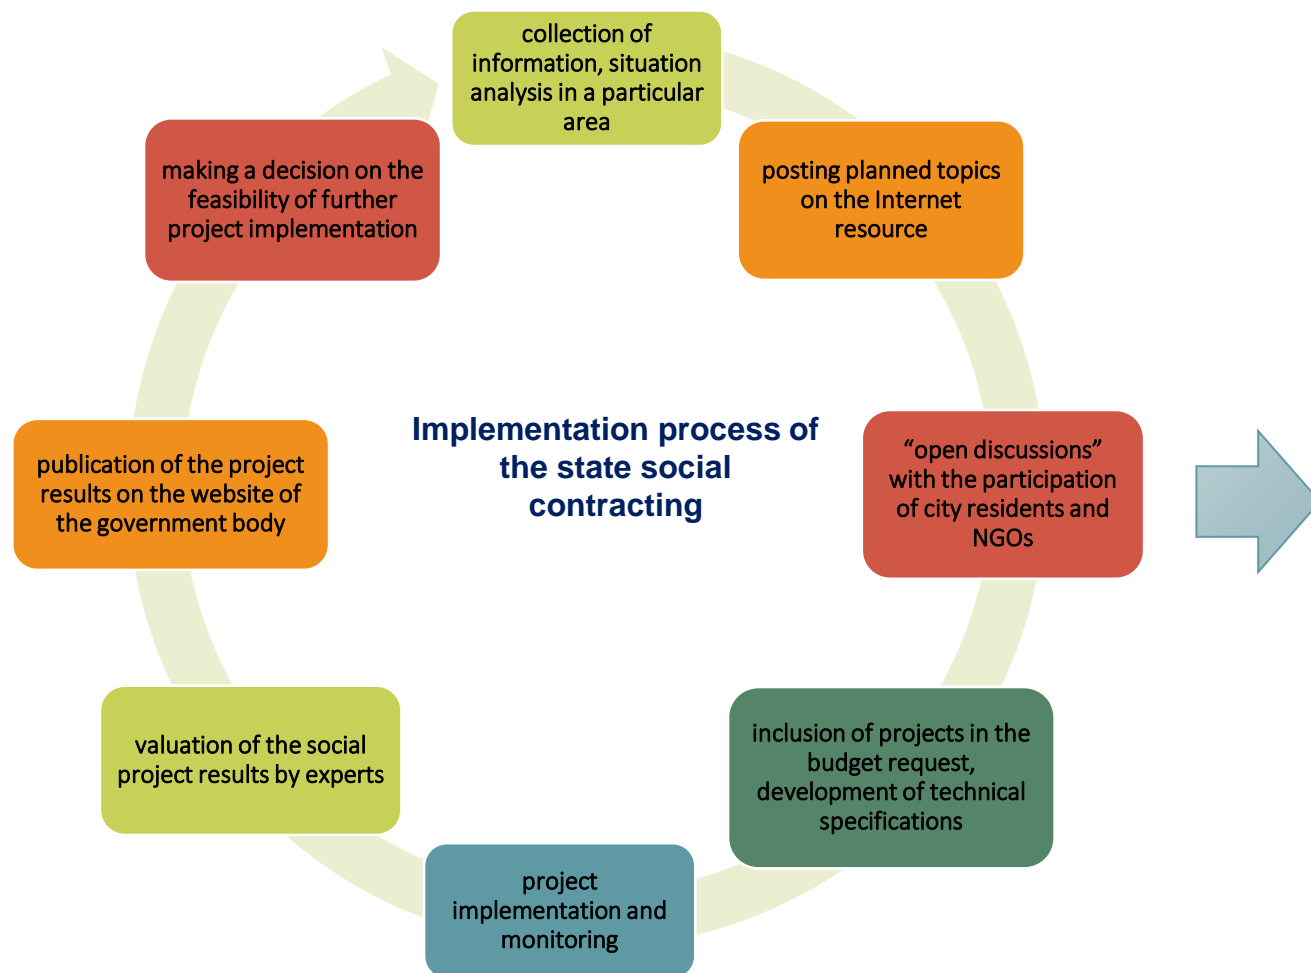 collection of
information, situation
analysis in a particular
area
posting planned topics
on the Internet
resource
“open discussions”
with the participation
of city residents and
NGOs
inclusion of projects in the
budget request,
development of technical
specifications
project
implementation and
monitoring
valuation of the social
project results by experts
publication of the project
results on the website of
the government body
making a decision on the
feasibility of further
project implementation
Implementation process of
the state social
contracting